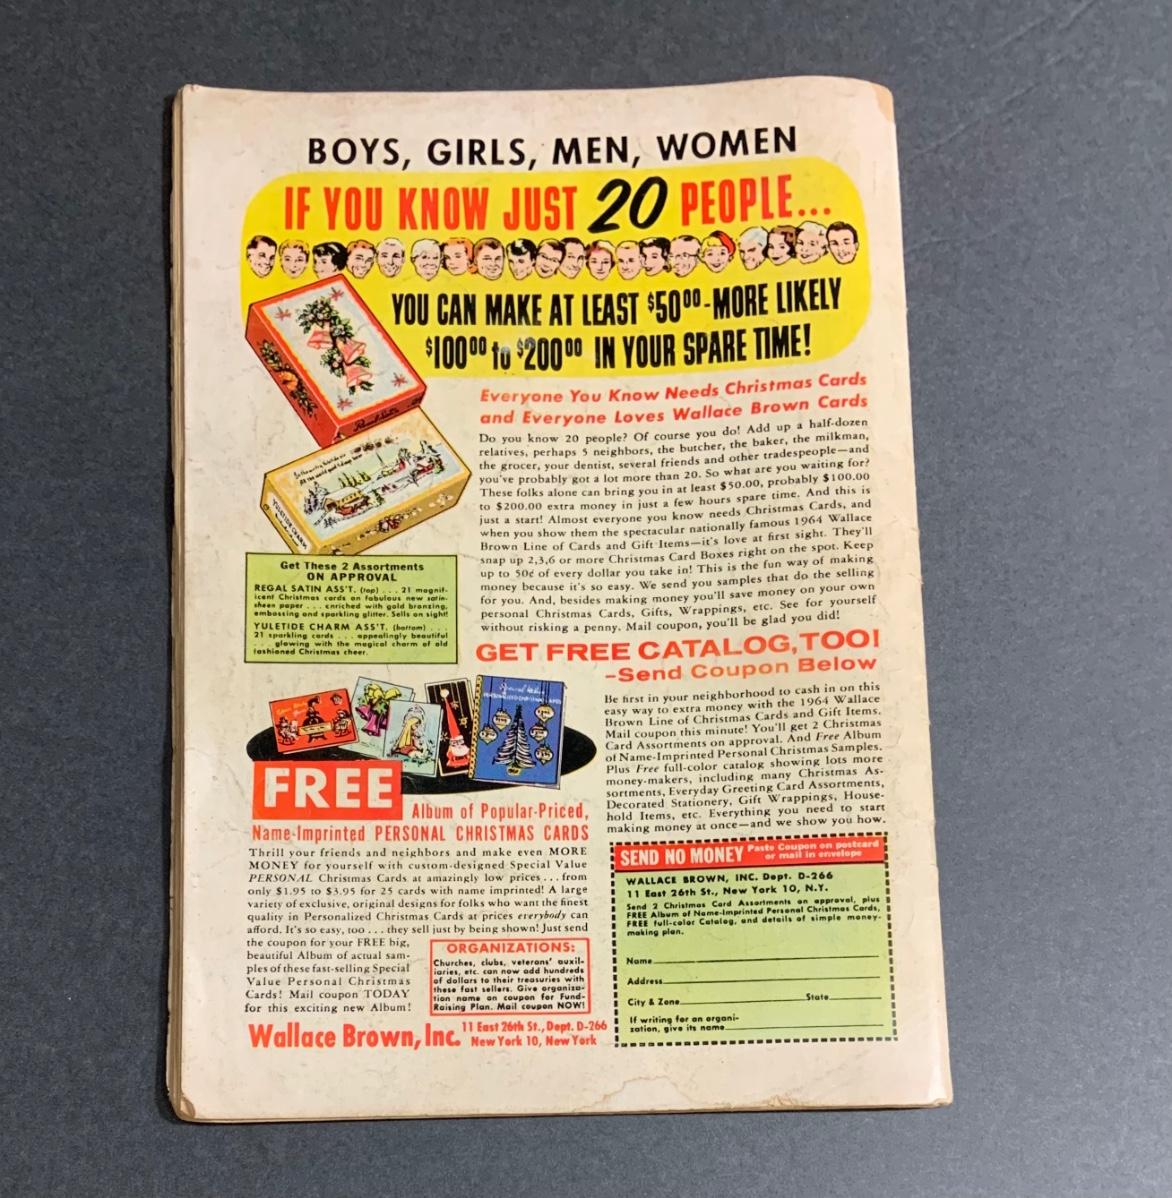 BOYS, GIRLS, MEN, WOMEN
IF YOU KNOW JUST 20 PEOPLE...
YOU CAN MAKE AT LEAST $50⁰⁰-MORE LIKELY
$100⁰⁰ to $200⁰⁰ IN YOUR SPARE TIME!
Regal Satin
YULETIDE CHARM
Everyone You Know Needs Christmas Cards
and Everyone Loves Wallace Brown Cards
Do you know 20 people? Of course you do! Add up a half-dozen
relatives, perhaps 5 neighbors, the butcher, the baker, the milkman,
the grocer, your dentist, several friends and other tradespeople—and
you've probably got a lot more than 20. So what are you waiting for?
These folks alone can bring you in at least $50.00, probably $100.00
to $200.00 extra money in just a few hours spare time. And this is
just a start! Almost everyone you know needs Christmas Cards, and
when you show them the spectacular nationally famous 1964 Wallace
Brown Line of Cards and Gift Items—it's love at first sight. They'll
snap up 2,3,6 or more Christmas Card Boxes right on the spot. Keep
up to 50¢ of every dollar you take in! This is the fun way of making
money because it's so easy. We send you samples that do the selling
for you. And, besides making money you'll save money on your own
personal Christmas Cards, Gifts, Wrappings, etc. See for yourself
without risking a penny. Mail coupon, you'll be glad you did!
Get These 2 Assortments
ON APPROVAL
REGAL SATIN ASS'T. (top) . . . 21 magnif-
icent Christmas cards on fabulous new satin-
sheen paper . . . enriched with gold bronzing,
embossing and sparkling glitter. Sells on sight!
YULETIDE CHARM ASS'T. (bottom) . . .
21 sparkling cards . . . appealingly beautiful
. . . glowing with the magical charm of old
fashioned Christmas cheer.
GET FREE CATALOG, TOO!
-Send Coupon Below
Be first in your neighborhood to cash in on this
easy way to extra money with the 1964 Wallace
Brown Line of Christmas Cards and Gift Items.
Mail coupon this minute! You'll get 2 Christmas
Card Assortments on approval. And Free Album
of Name-Imprinted Personal Christmas Samples.
Plus Free full-color catalog showing lots more
money-makers, including many Christmas As-
sortments, Everyday Greeting Card Assortments,
Decorated Stationery, Gift Wrappings, House-
hold Items, etc. Everything you need to start
making money at once—and we show you how.
Special Value
PERSONALIZED CHRISTMAS CARDS
FREE Album of Popular-Priced,
Name-Imprinted PERSONAL CHRISTMAS CARDS
Thrill your friends and neighbors and make even MORE
MONEY for yourself with custom-designed Special Value
PERSONAL Christmas Cards at amazingly low prices . . . from
only $1.95 to $3.95 for 25 cards with name imprinted! A large
variety of exclusive, original designs for folks who want the finest
quality in Personalized Christmas Cards at prices everybody can
afford. It's so easy, too . . . they sell just by being shown! Just send
the coupon for your FREE big,
beautiful Album of actual sam-
ples of these fast-selling Special
Value Personal Christmas
Cards! Mail coupon TODAY
for this exciting new Album!
ORGANIZATIONS:
Churches, clubs, veterans' auxil-
iaries, etc. can now add hundreds
of dollars to their treasuries with
these fast sellers. Give organiza-
tion name on coupon for Fund-
Raising Plan. Mail coupon NOW!
Wallace Brown, Inc. 11 East 26th St., Dept. D-266
New York 10, New York
SEND NO MONEY Paste Coupon on postcard
or mail in envelope
WALLACE BROWN, INC. Dept. D-266
11 East 26th St., New York 10, N.Y.
Send 2 Christmas Card Assortments on approval, plus
FREE Album of Name-Imprinted Personal Christmas Cards,
FREE full-color Catalog, and details of simple money-
making plan.
Name
Address
City & Zone State
If writing for an organi-
zation, give its name